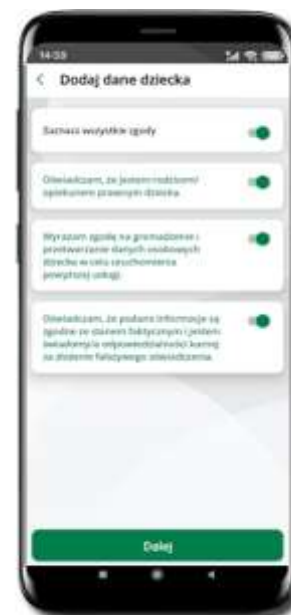 14:39
Dodaj dane dziecka
Zaznacz wszystkie zgody
Oświadczam, że jestem rodzicem/
opiekunem prawnym dziecka
Wyrażam zgodę na gromadzenie i
przetwarzanie danych osobowych
dziecka w celu uruchomienia
powyższej usługi.
Oświadczam, że podane informacje są
zgodne ze stanem faktycznym i jestem
świadomy/a odpowiedzialności karnej
za złożenie fałszywego oświadczenia.
Dalej